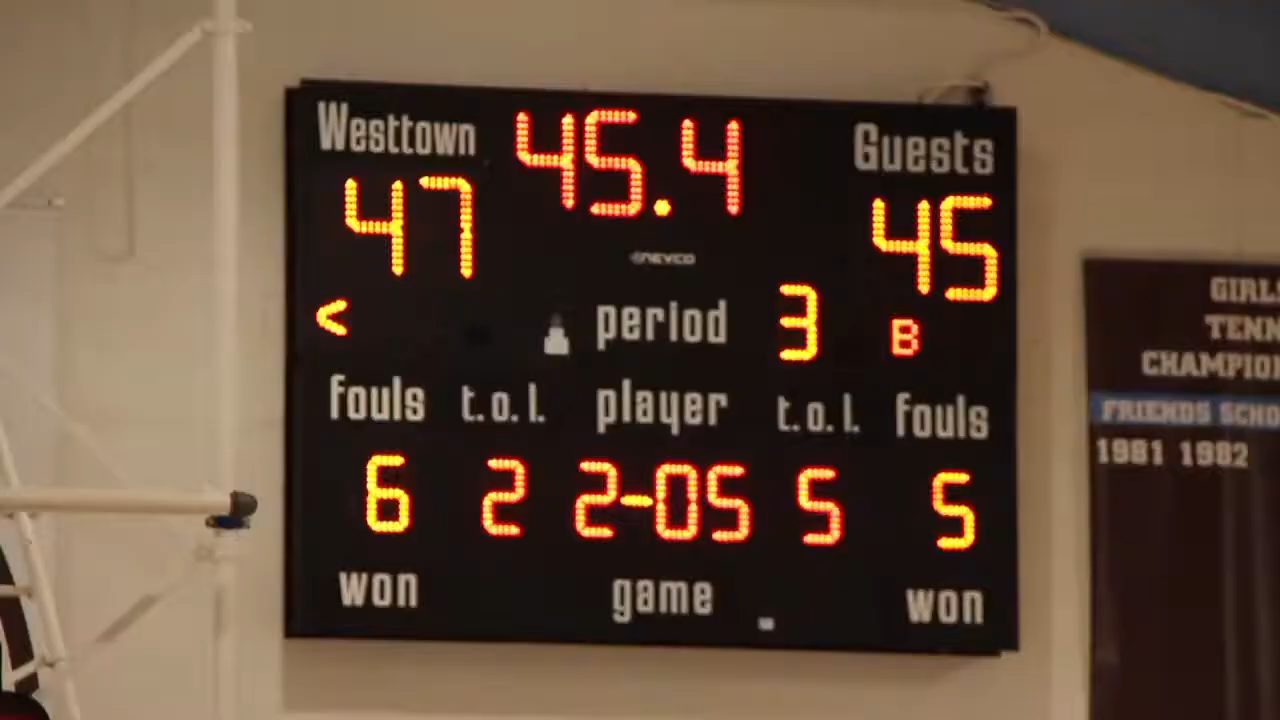 Westtown 45.4 Guests
47 45
NEVCO
< period 3 B
fouls t.o.l. player t.o.l. fouls
6 2 2-05 5 5
won game won
GIRLS
TENN
CHAMPION
FRIENDS SCHO
1981 1982